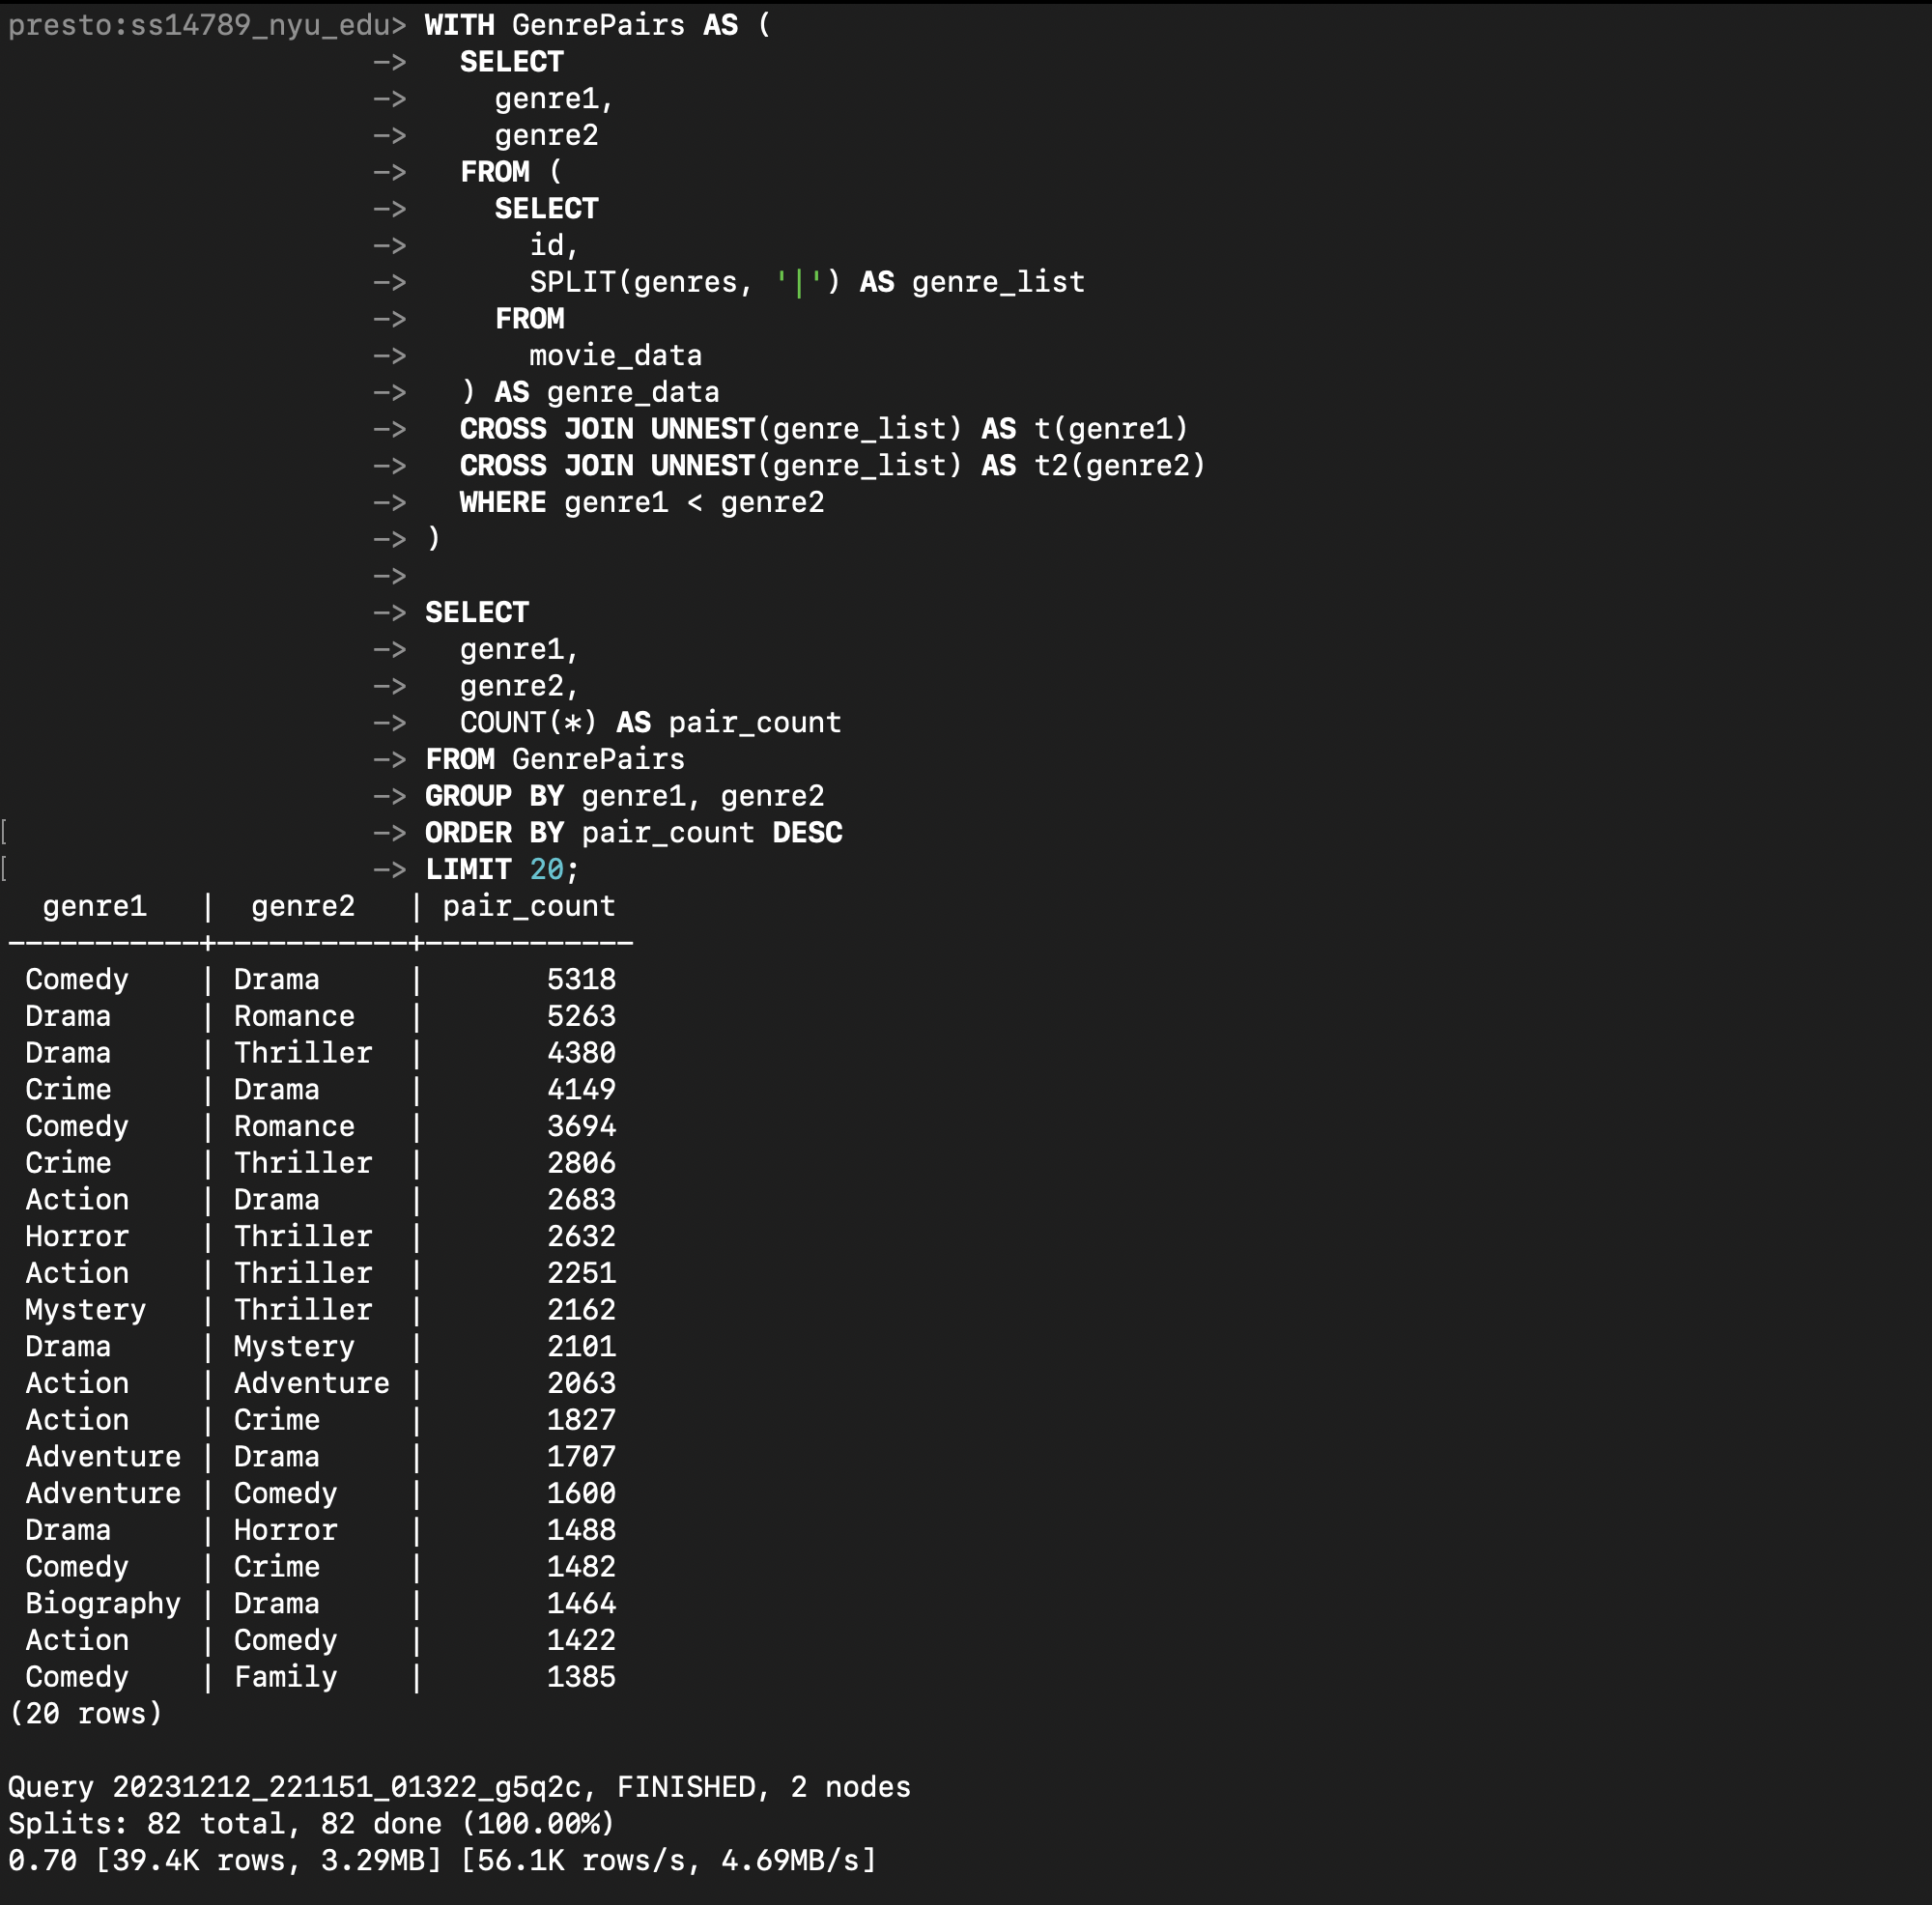 presto:ss14789_nyu_edu> WITH GenrePairs AS (
                     ->   SELECT
                     ->     genre1,
                     ->     genre2
                     ->   FROM (
                     ->     SELECT
                     ->       id,
                     ->       SPLIT(genres, '|') AS genre_list
                     ->     FROM
                     ->       movie_data
                     ->   ) AS genre_data
                     ->   CROSS JOIN UNNEST(genre_list) AS t(genre1)
                     ->   CROSS JOIN UNNEST(genre_list) AS t2(genre2)
                     ->   WHERE genre1 < genre2
                     -> )
                     ->
                     -> SELECT
                     ->   genre1,
                     ->   genre2,
                     ->   COUNT(*) AS pair_count
                     -> FROM GenrePairs
                     -> GROUP BY genre1, genre2
[                    -> ORDER BY pair_count DESC
[                    -> LIMIT 20;
  genre1   |  genre2   | pair_count
-----------+-----------+------------
 Comedy    | Drama     |       5318
 Drama     | Romance   |       5263
 Drama     | Thriller  |       4380
 Crime     | Drama     |       4149
 Comedy    | Romance   |       3694
 Crime     | Thriller  |       2806
 Action    | Drama     |       2683
 Horror    | Thriller  |       2632
 Action    | Thriller  |       2251
 Mystery   | Thriller  |       2162
 Drama     | Mystery   |       2101
 Action    | Adventure |       2063
 Action    | Crime     |       1827
 Adventure | Drama     |       1707
 Adventure | Comedy    |       1600
 Drama     | Horror    |       1488
 Comedy    | Crime     |       1482
 Biography | Drama     |       1464
 Action    | Comedy    |       1422
 Comedy    | Family    |       1385
(20 rows)

Query 20231212_221151_01322_g5q2c, FINISHED, 2 nodes
Splits: 82 total, 82 done (100.00%)
0.70 [39.4K rows, 3.29MB] [56.1K rows/s, 4.69MB/s]